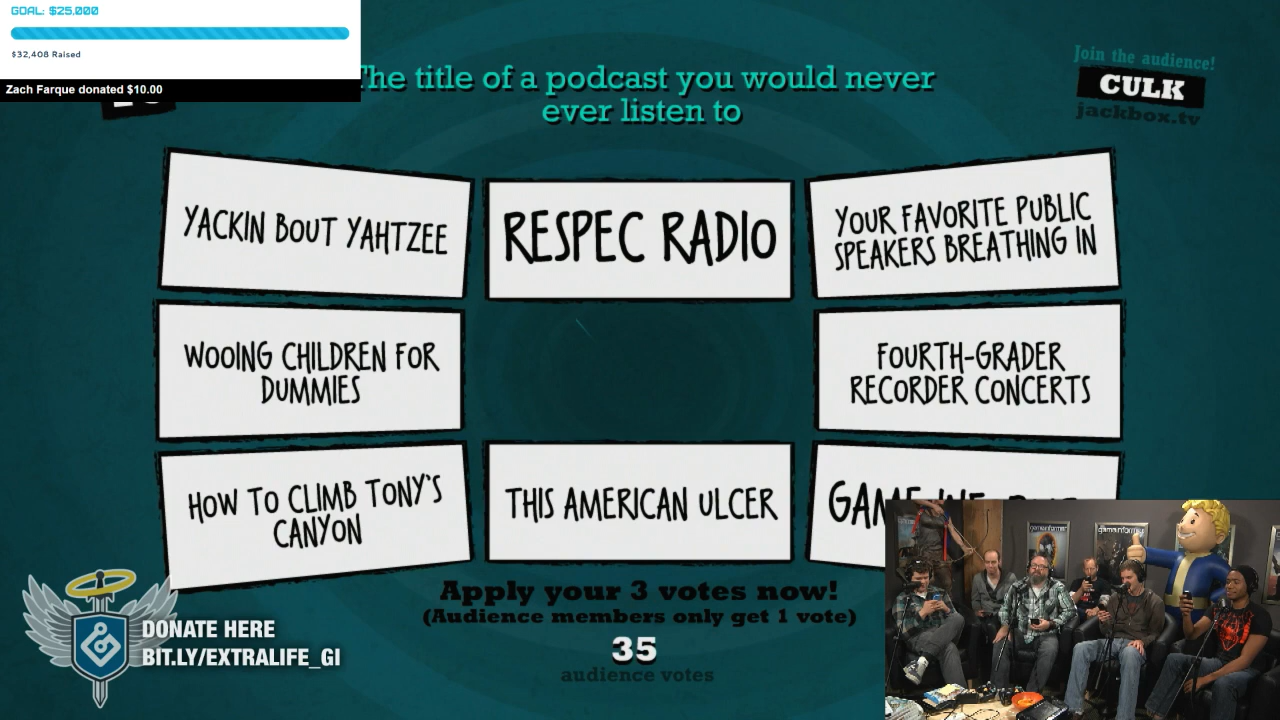 GOAL: $25,000
$32,408 Raised
Zach Farque donated $10.00
The title of a podcast you would never
ever listen to
Join the audience!
CULK
jackbox.tv
YACKIN BOUT YAHTZEE
RESPEC RADIO
YOUR FAVORITE PUBLIC
SPEAKERS BREATHING IN
WOOING CHILDREN FOR
DUMMIES
FOURTH-GRADER
RECORDER CONCERTS
HOW TO CLIMB TONY'S
CANYON
THIS AMERICAN ULCER
Apply your 3 votes now!
(Audience members only get 1 vote)
35
audience votes
DONATE HERE
BIT.LY/EXTRALIFE_GI
gameinformer
gameinformer